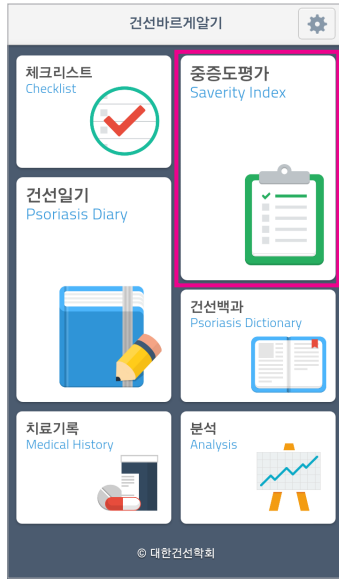 건선바르게알기
체크리스트
Checklist
중증도평가
Saverity Index
건선일기
Psoriasis Diary
건선백과
Psoriasis Dictionary
치료기록
Medical History
분석
Analysis
© 대한건선학회